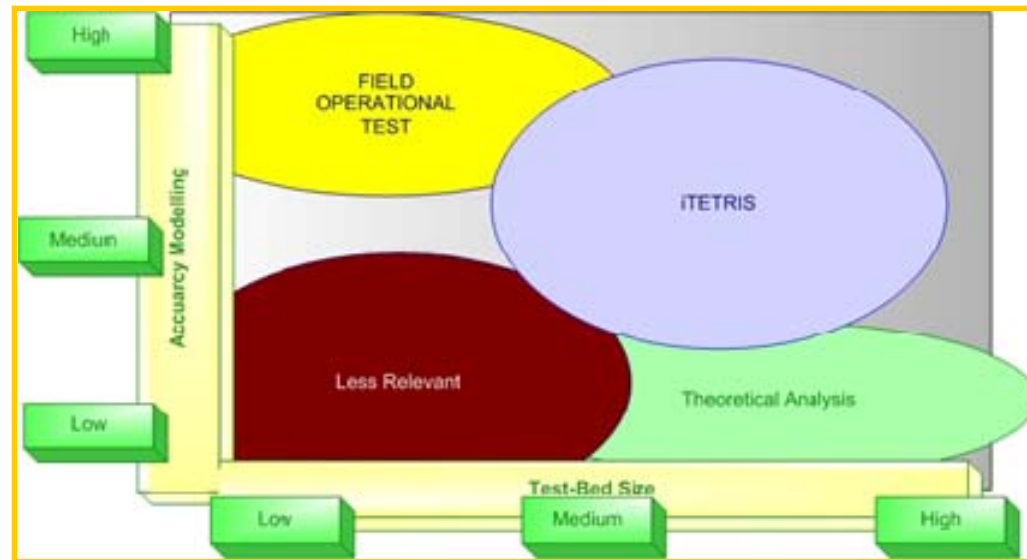 High
FIELD
OPERATIONAL
TEST
iTETRIS
Medium
Accuarcy Modelling
Less Relevant
Theoretical Analysis
Low
Test-Bed Size
Low
Medium
High